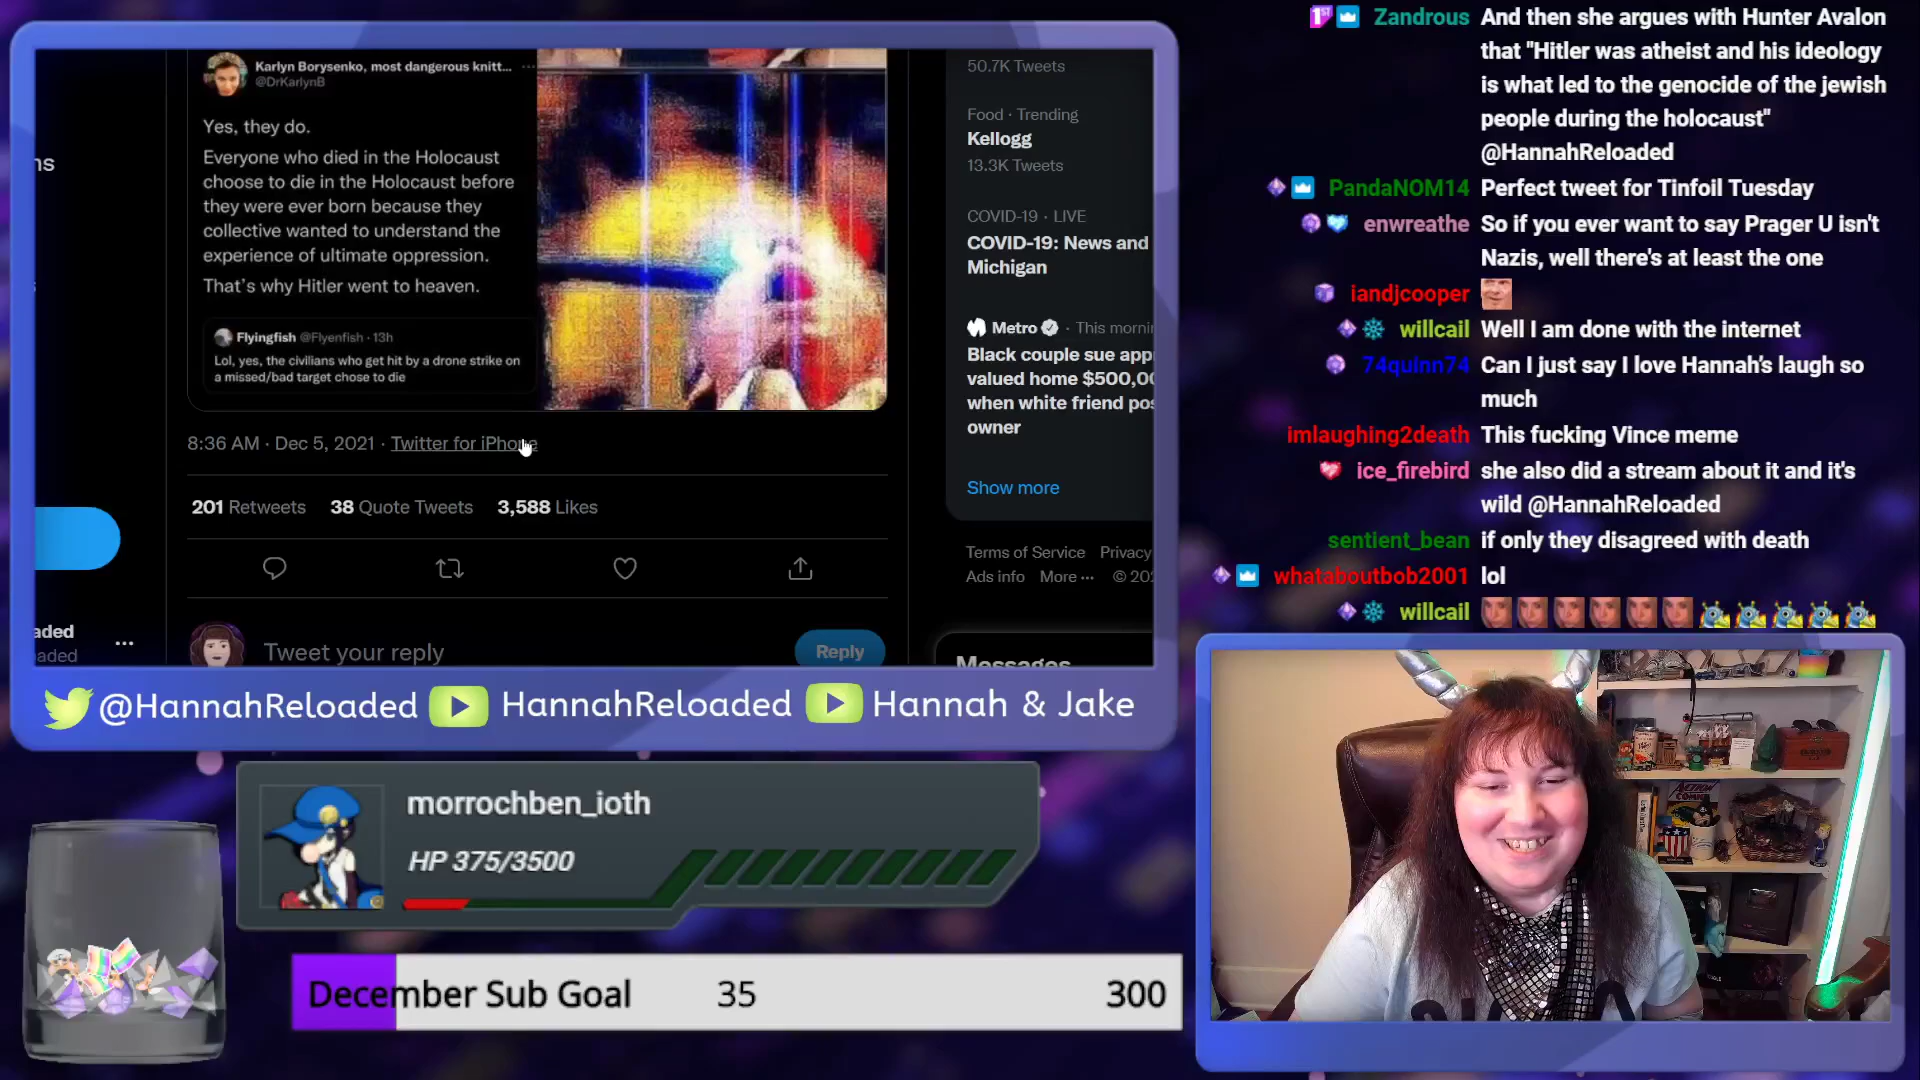 Karlyn Borysenko, most dangerous knitt...
@DrKarlynB
Yes, they do.
Everyone who died in the Holocaust
choose to die in the Holocaust before
they were ever born because they
collective wanted to understand the
experience of ultimate oppression.
That's why Hitler went to heaven.
Flyingfish @Flyenfish · 13h
Lol, yes, the civilians who get hit by a drone strike on
a missed/bad target chose to die
8:36 AM · Dec 5, 2021 · Twitter for iPhone
201 Retweets 38 Quote Tweets 3,588 Likes
Tweet your reply
Reply
ns
aded
aded
50.7K Tweets
Food · Trending
Kellogg
13.3K Tweets
COVID-19 · LIVE
COVID-19: News and
Michigan
Metro · This morni
Black couple sue app
valued home $500,00
when white friend pos
owner
Show more
Terms of Service Privacy
Ads info More ··· © 202
Messages
@HannahReloaded HannahReloaded Hannah & Jake
morrochben_ioth
HP 375/3500
December Sub Goal 35 300
1ST Zandrous And then she argues with Hunter Avalon
that "Hitler was atheist and his ideology
is what led to the genocide of the jewish
people during the holocaust"
@HannahReloaded
PandaNOM14 Perfect tweet for Tinfoil Tuesday
enwreathe So if you ever want to say Prager U isn't
Nazis, well there's at least the one
iandjcooper
willcail Well I am done with the internet
74quinn74 Can I just say I love Hannah's laugh so
much
imlaughing2death This fucking Vince meme
ice_firebird she also did a stream about it and it's
wild @HannahReloaded
sentient_bean if only they disagreed with death
whataboutbob2001 lol
willcail
ACTION
COMICS